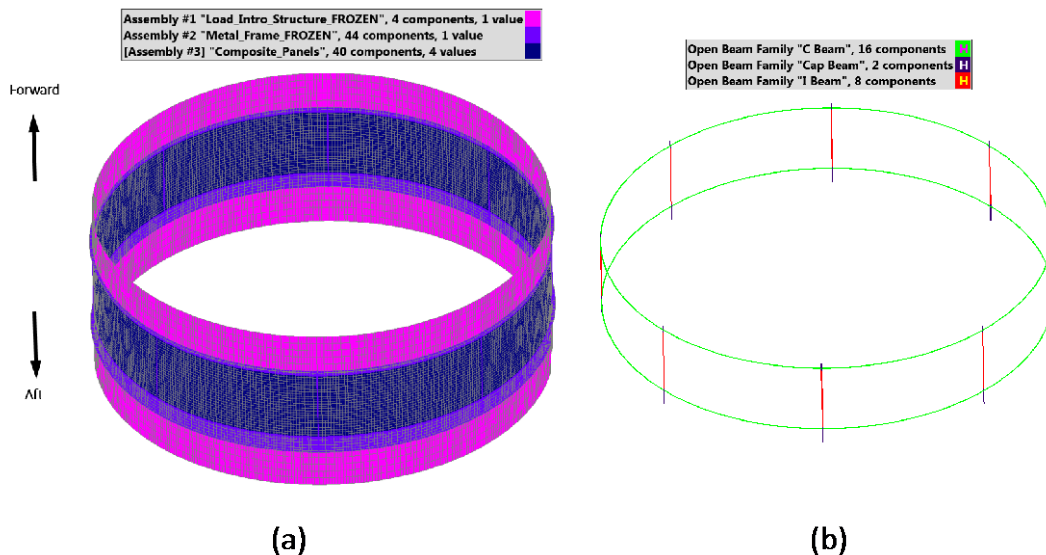 Assembly #1 "Load_Intro_Structure_FROZEN", 4 components, 1 value
Assembly #2 "Metal_Frame_FROZEN", 44 components, 1 value
[Assembly #3] "Composite_Panels", 40 components, 4 values
Forward
Aft
Open Beam Family "C Beam", 16 components H
Open Beam Family "Cap Beam", 2 components H
Open Beam Family "I Beam", 8 components H
(a)
(b)